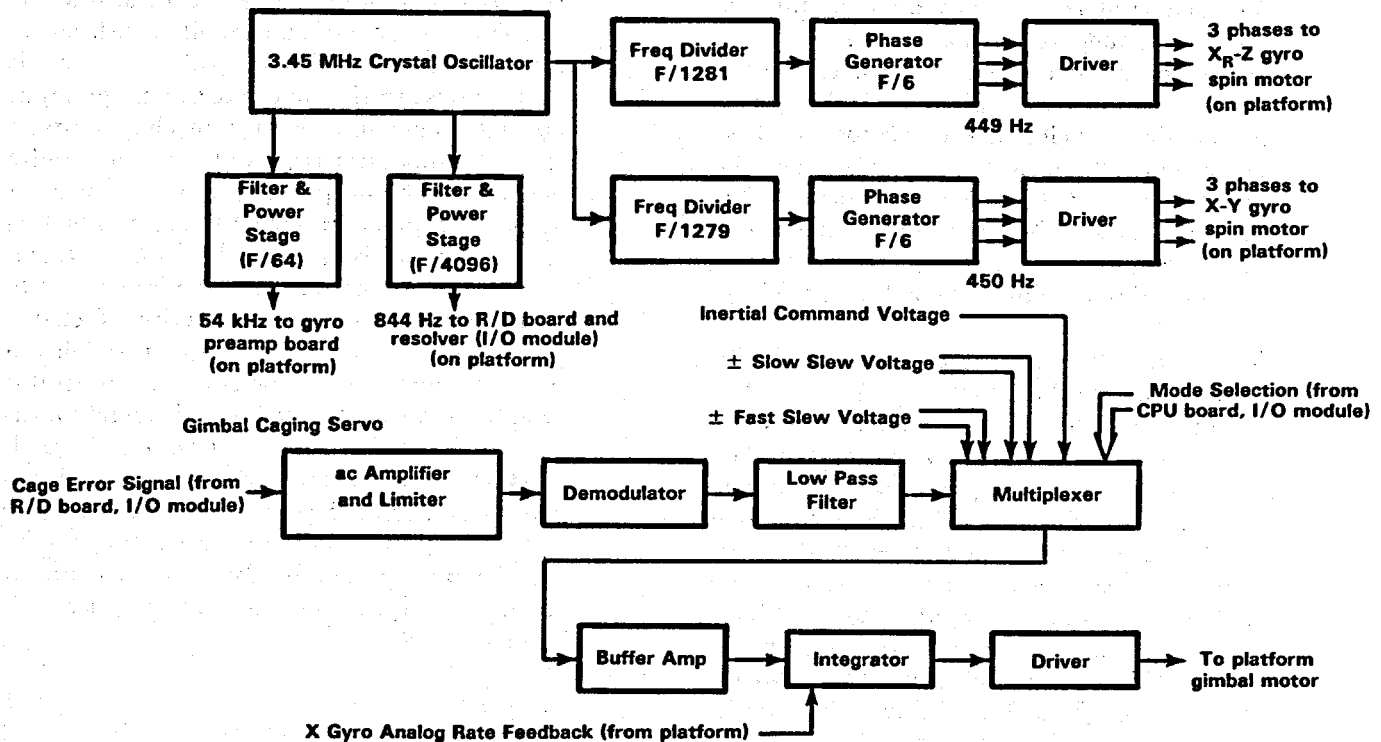 3.45 MHz Crystal Oscillator
Freq Divider
F/1281
Phase
Generator
F/6
449 Hz
Driver
3 phases to
X_R-Z gyro
spin motor
(on platform)
Filter &
Power
Stage
(F/64)
Filter &
Power
Stage
(F/4096)
Freq Divider
F/1279
Phase
Generator
F/6
450 Hz
Driver
3 phases to
X-Y gyro
spin motor
(on platform)
54 kHz to gyro
preamp board
(on platform)
844 Hz to R/D board and
resolver (I/O module)
(on platform)
Inertial Command Voltage
± Slow Slew Voltage
± Fast Slew Voltage
Mode Selection (from
CPU board, I/O module)
Gimbal Caging Servo
Cage Error Signal (from
R/D board, I/O module)
ac Amplifier
and Limiter
Demodulator
Low Pass
Filter
Multiplexer
Buffer Amp
Integrator
Driver
To platform
gimbal motor
X Gyro Analog Rate Feedback (from platform)